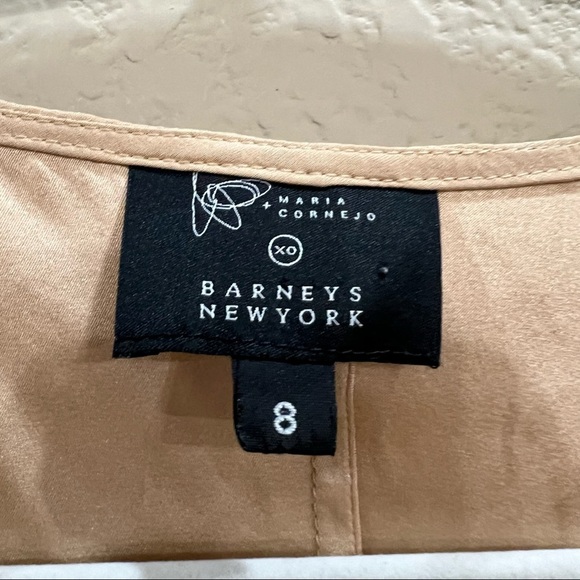 + MARIA
CORNEJO
XO
BARNEYS
NEWYORK
8